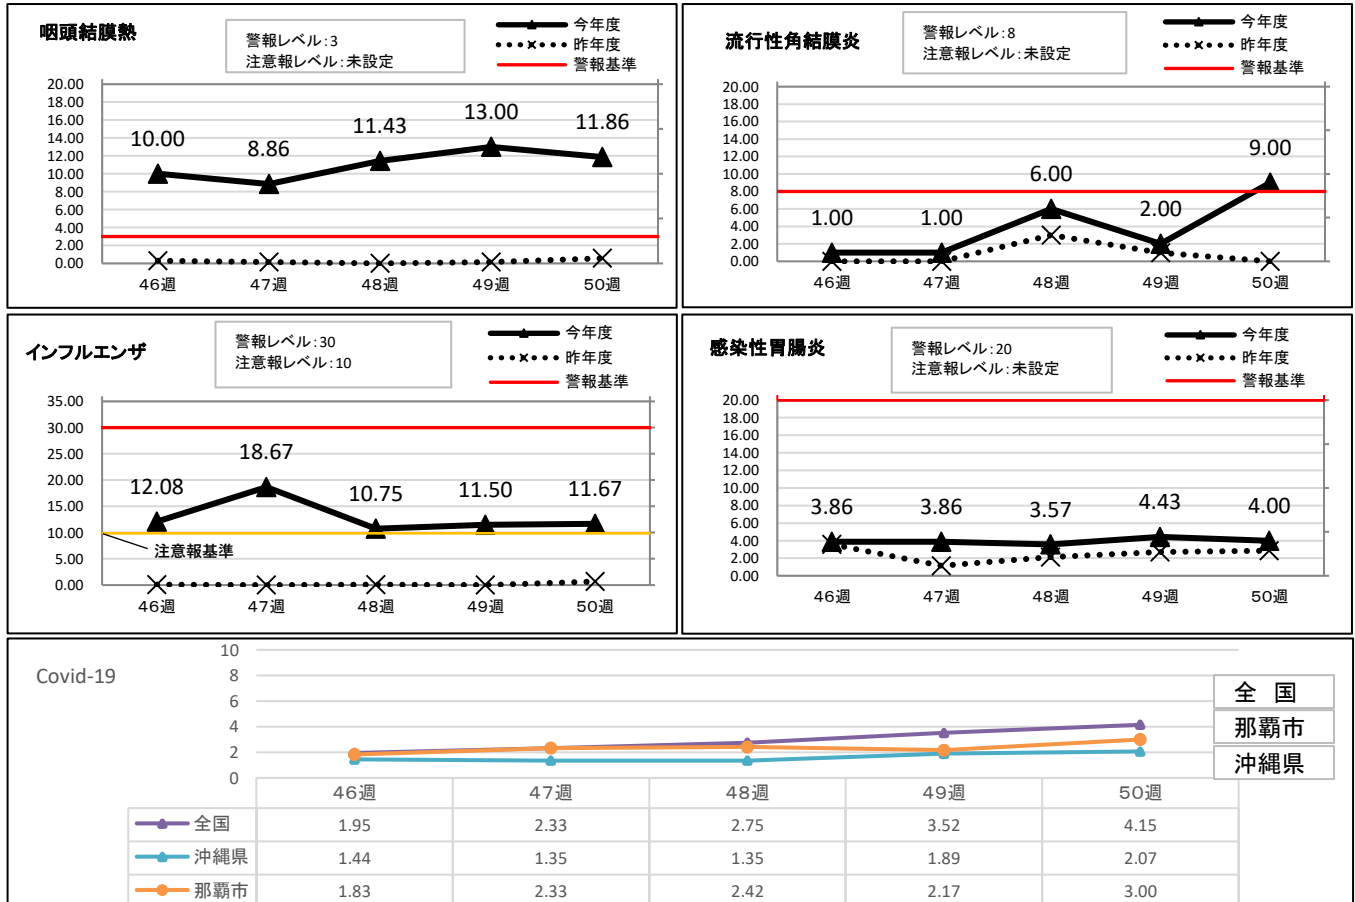 咽頭結膜熱
警報レベル：3
注意報レベル：未設定
今年度
昨年度
警報基準
20.00
18.00
16.00
14.00
12.00
10.00
8.00
6.00
4.00
2.00
0.00
10.00
8.86
11.43
13.00
11.86
46週 47週 48週 49週 50週
流行性角結膜炎
警報レベル：8
注意報レベル：未設定
今年度
昨年度
警報基準
20.00
18.00
16.00
14.00
12.00
10.00
8.00
6.00
4.00
2.00
0.00
1.00
1.00
6.00
2.00
9.00
46週 47週 48週 49週 50週
インフルエンザ
警報レベル：30
注意報レベル：10
今年度
昨年度
警報基準
35.00
30.00
25.00
20.00
15.00
10.00
5.00
0.00
12.08
18.67
10.75
11.50
11.67
注意報基準
46週 47週 48週 49週 50週
感染性胃腸炎
警報レベル：20
注意報レベル：未設定
今年度
昨年度
警報基準
20.00
18.00
16.00
14.00
12.00
10.00
8.00
6.00
4.00
2.00
0.00
3.86
3.86
3.57
4.43
4.00
46週 47週 48週 49週 50週
Covid-19
10
8
6
4
2
0
全　国
那覇市
沖縄県
46週 47週 48週 49週 50週
全国 1.95 2.33 2.75 3.52 4.15
沖縄県 1.44 1.35 1.35 1.89 2.07
那覇市 1.83 2.33 2.42 2.17 3.00